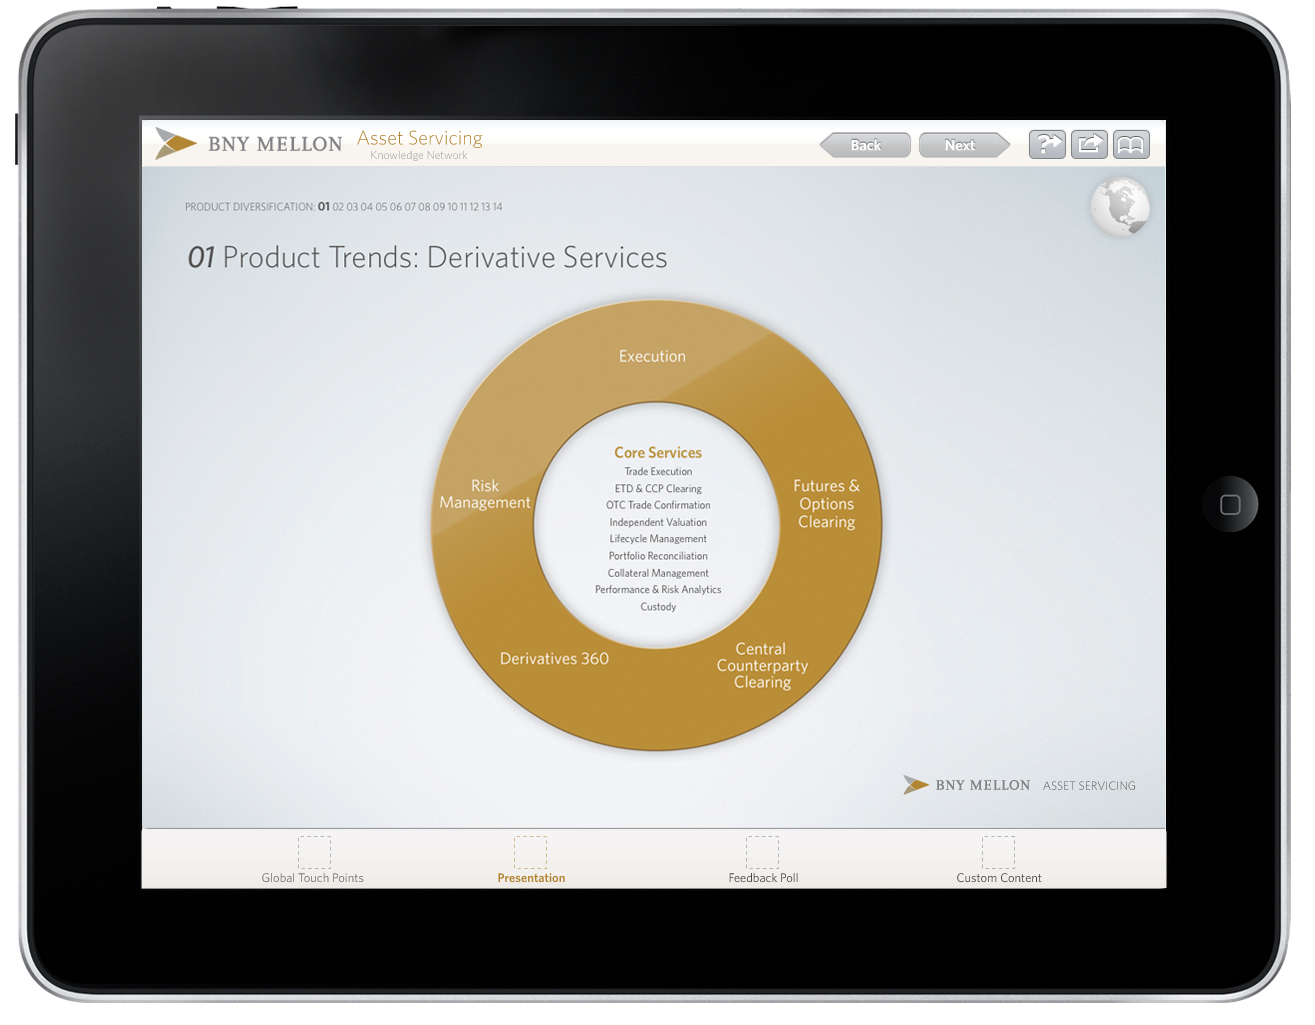 BNY MELLON
Asset Servicing
Knowledge Network
Back
Next
?
PRODUCT DIVERSIFICATION: 01 02 03 04 05 06 07 08 09 10 11 12 13 14
01 Product Trends: Derivative Services
Execution
Risk
Management
Futures &
Options
Clearing
Core Services
Trade Execution
ETD & CCP Clearing
OTC Trade Confirmation
Independent Valuation
Lifecycle Management
Portfolio Reconciliation
Collateral Management
Performance & Risk Analytics
Custody
Derivatives 360
Central
Counterparty
Clearing
BNY MELLON ASSET SERVICING
Global Touch Points
Presentation
Feedback Poll
Custom Content